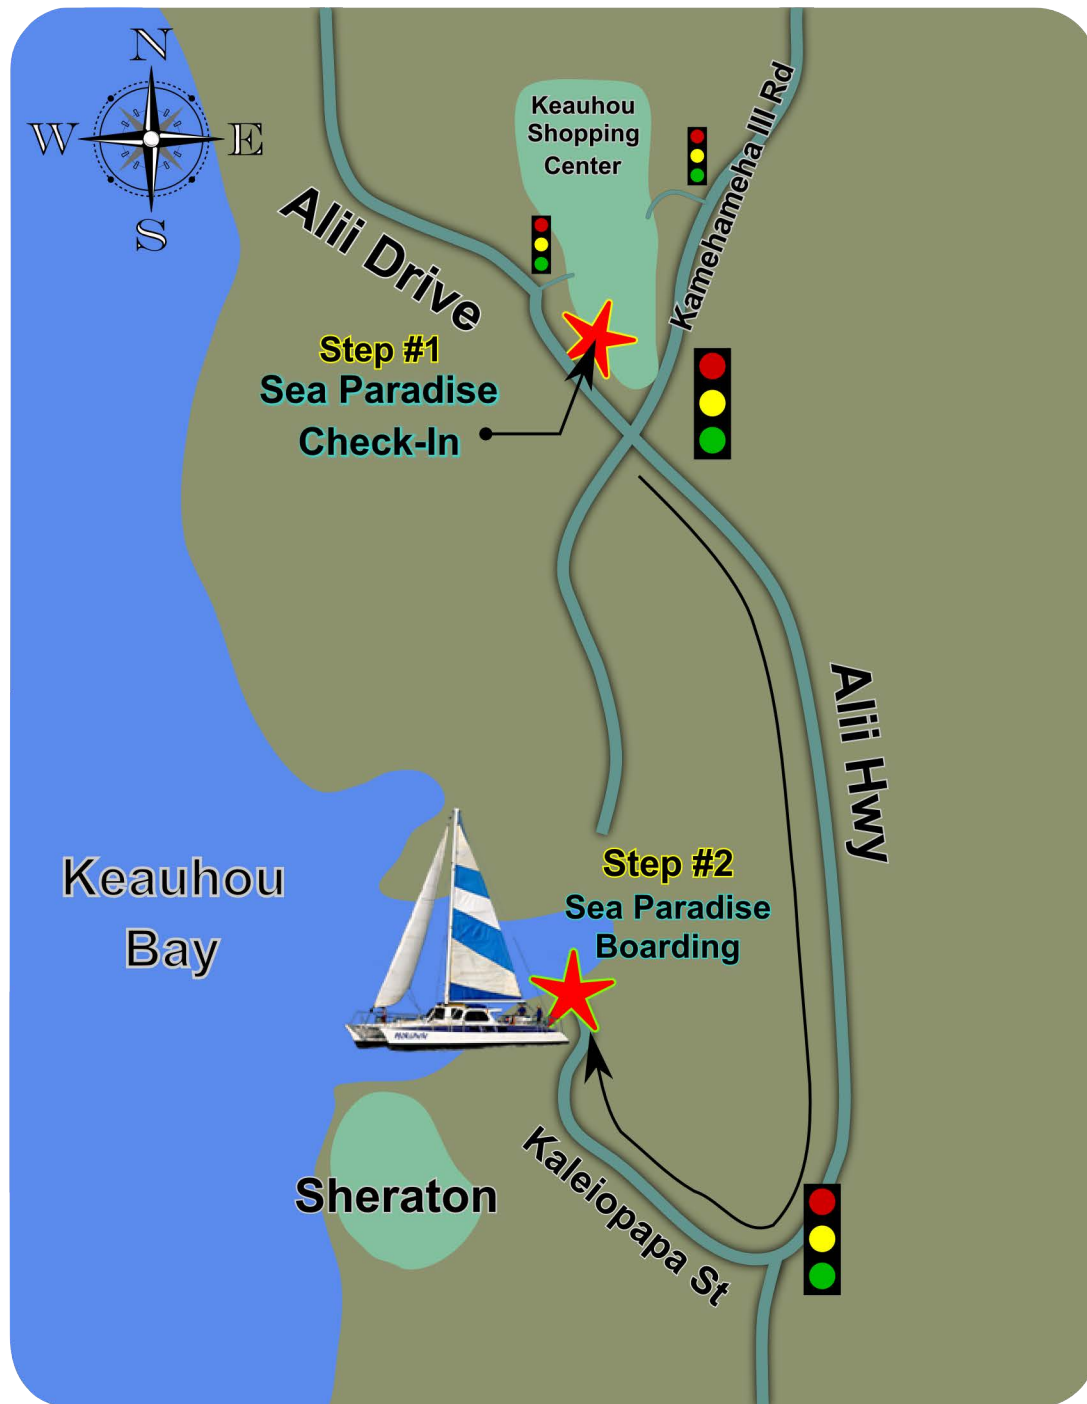 N
W
E
S
Keauhou
Shopping
Center
Kamehameha III Rd
Alii Drive
Step #1
Sea Paradise
Check-In
Alii Hwy
Keauhou
Bay
Step #2
Sea Paradise
Boarding
Sheraton
Kaleiopapa St